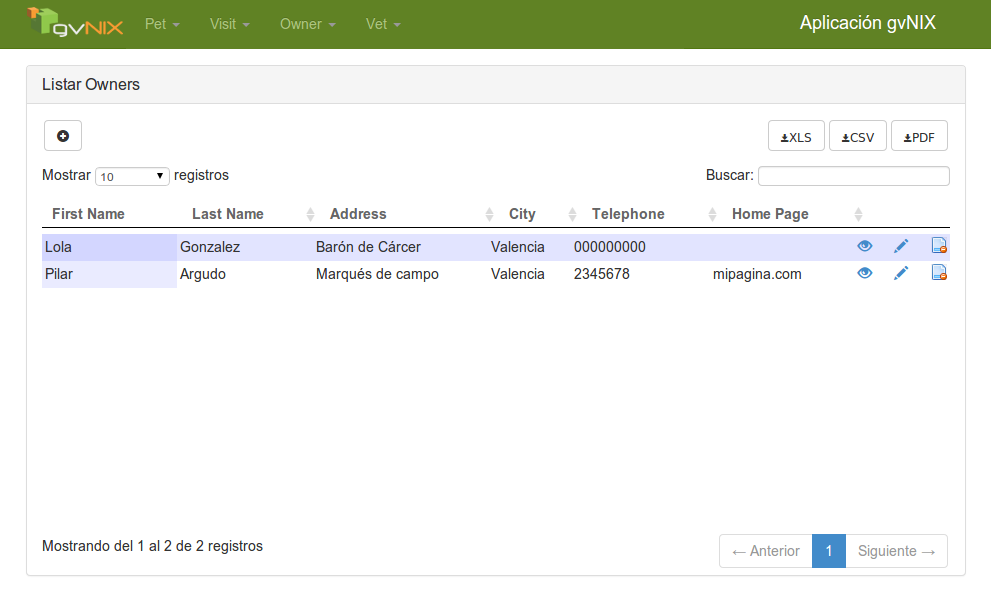 gvNIX Pet Visit Owner Vet Aplicación gvNIX
Listar Owners
XLS CSV PDF
Mostrar 10 registros Buscar:
First Name Last Name Address City Telephone Home Page
Lola Gonzalez Barón de Cárcer Valencia 000000000
Pilar Argudo Marqués de campo Valencia 2345678 mipagina.com
Mostrando del 1 al 2 de 2 registros ← Anterior 1 Siguiente →